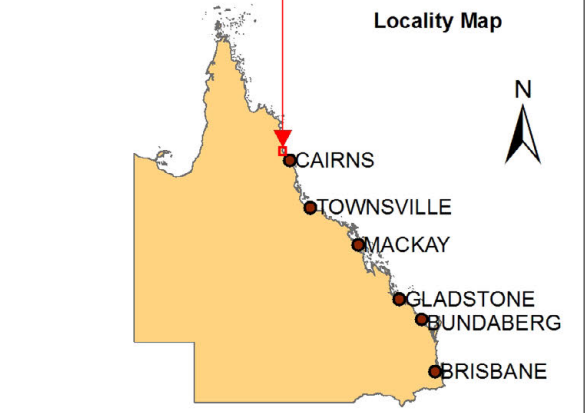 Locality Map
N
CAIRNS
TOWNSVILLE
MACKAY
GLADSTONE
BUNDABERG
BRISBANE